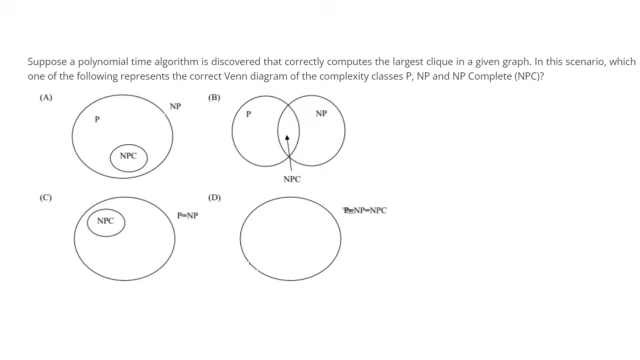 Suppose a polynomial time algorithm is discovered that correctly computes the largest clique in a given graph. In this scenario, which
one of the following represents the correct Venn diagram of the complexity classes P, NP and NP Complete (NPC)?
(A) P NP NPC
(B) P NP NPC
(C) NPC P=NP
(D) P=NP=NPC